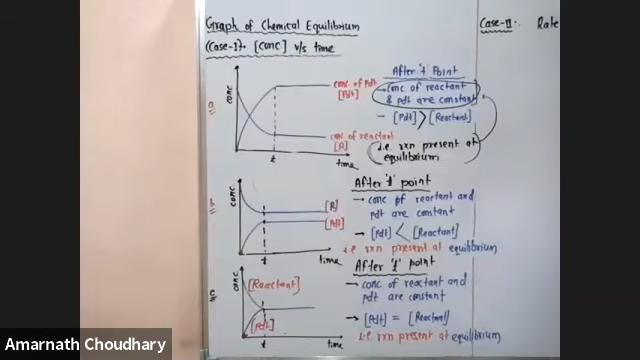 Graph of Chemical Equilibrium
(Case-I)→ [conc] v/s time
Case-II:- Rate
conc
conc of Pdt
[Pdt]
conc of reactant
[R]
t
time
After 't' Point
→ conc of reactant
& pdt are constant
- [Pdt] > [Reactant]
i.e rxn present at
equilibrium
conc
[R]
[Pdt]
t
time
After 't' point
→ conc of reactant and
pdt are constant
→ [Pdt] < [Reactant]
i.e rxn present at equilibrium
conc
[Reactant]
[Pdt]
t
time
After 't' point
→ conc of reactant and
pdt are constant
→ [Pdt] = [Reactant]
i.e rxn present at equilibrium
Amarnath Choudhary